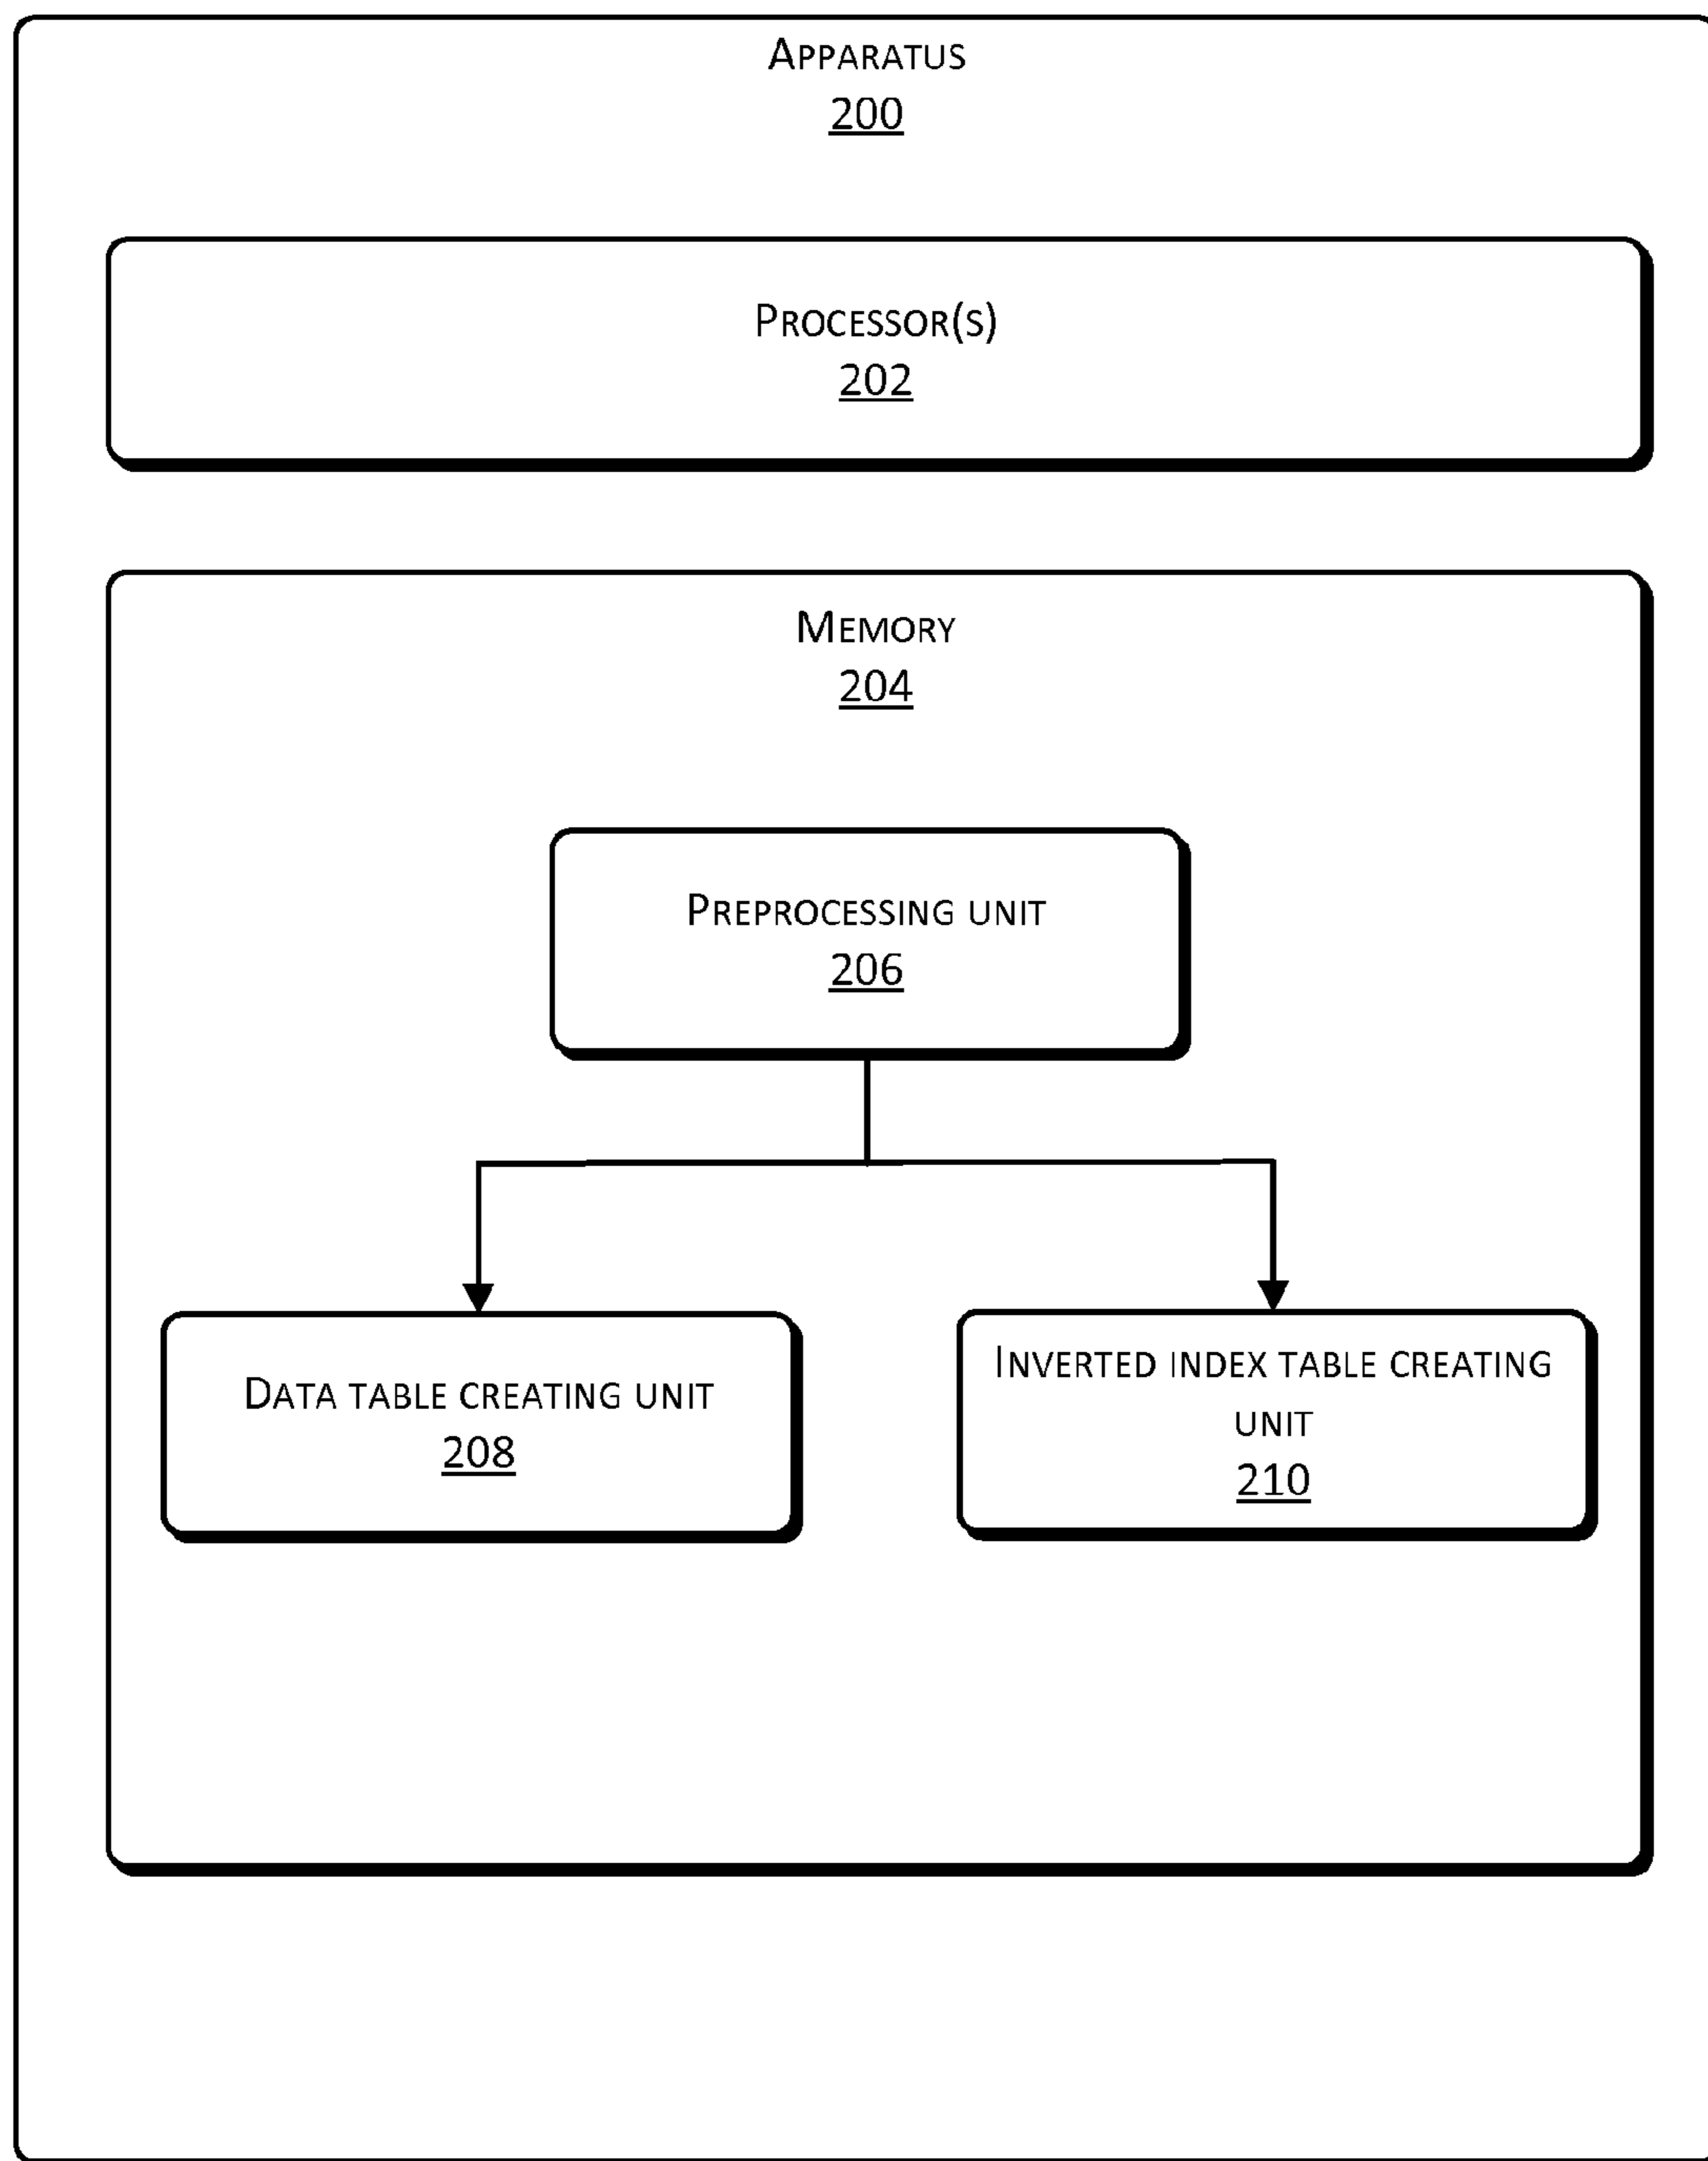 APPARATUS
200
PROCESSOR(S)
202
MEMORY
204
PREPROCESSING UNIT
206
DATA TABLE CREATING UNIT
208
INVERTED INDEX TABLE CREATING
UNIT
210